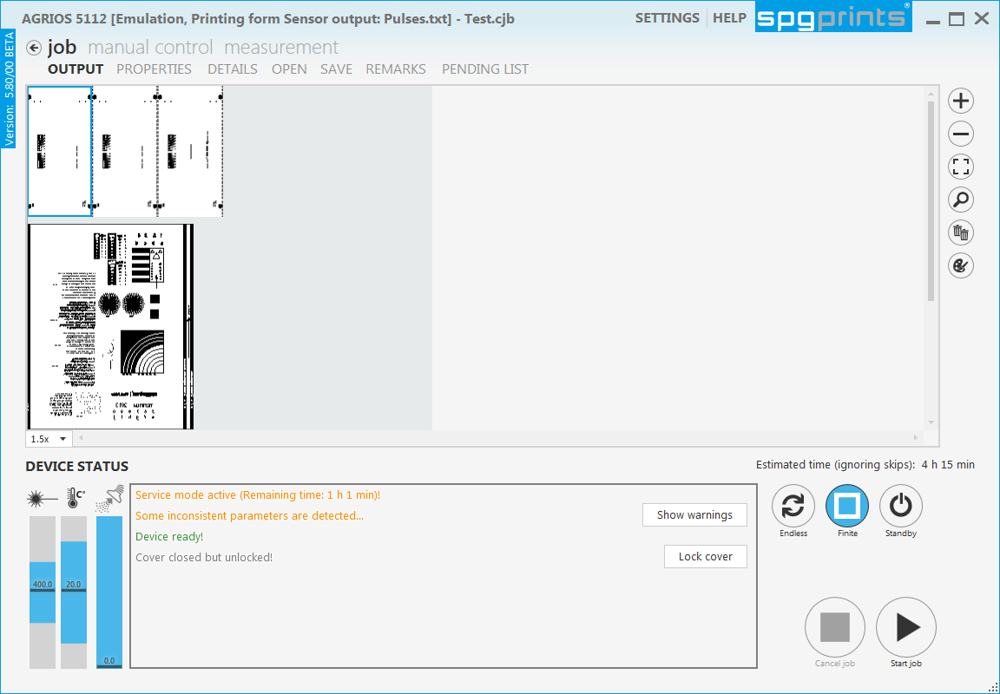 AGRIOS 5112 [Emulation, Printing form Sensor output: Pulses.txt] - Test.cjb
SETTINGS HELP
spgprints®
Version: 5.80/00 BETA
job manual control measurement
OUTPUT PROPERTIES DETAILS OPEN SAVE REMARKS PENDING LIST
1.5x
DEVICE STATUS
Estimated time (ignoring skips): 4 h 15 min
C°
400.0
20.0
0.0
Service mode active (Remaining time: 1 h 1 min)!
Some inconsistent parameters are detected...
Show warnings
Device ready!
Cover closed but unlocked!
Lock cover
Endless
Finite
Standby
Cancel job
Start job